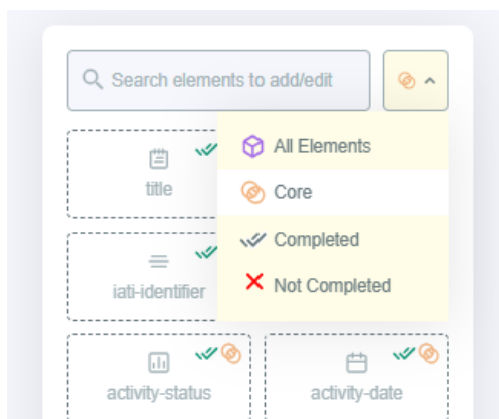 Search elements to add/edit
All Elements
title
Core
Completed
iati-identifier
Not Completed
activity-status
activity-date